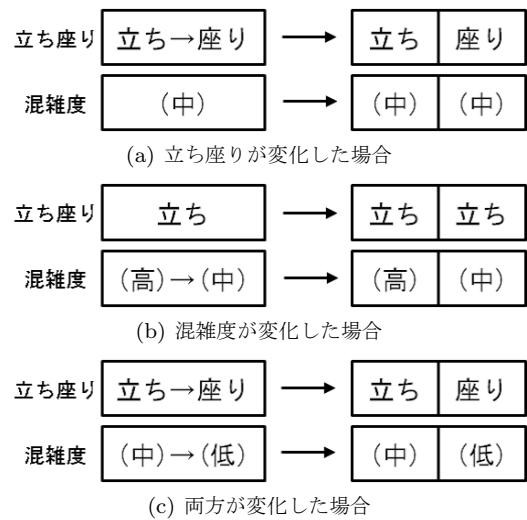 立ち座り 立ち→座り → 立ち 座り
混雑度 (中) → (中) (中)
(a) 立ち座りが変化した場合
立ち座り 立ち → 立ち 立ち
混雑度 (高)→(中) → (高) (中)
(b) 混雑度が変化した場合
立ち座り 立ち→座り → 立ち 座り
混雑度 (中)→(低) → (中) (低)
(c) 両方が変化した場合